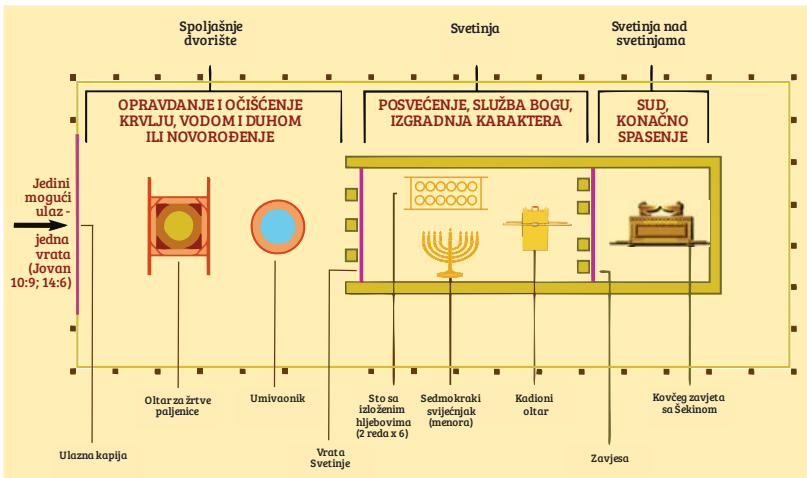 Spoljašnje
dvorište
Svetinja
Svetinja nad
svetinjama
OPRAVDANJE I OČIŠĆENJE
KRVLJU, VODOM I DUHOM
ILI NOVOROĐENJE
POSVEĆENJE, SLUŽBA BOGU,
IZGRADNJA KARAKTERA
SUD,
KONAČNO
SPASENJE
Jedini
mogući
ulaz -
jedna
vrata
(Jovan
10:9; 14:6)
Oltar za žrtve
paljenice
Umivaonik
Sto sa
izloženim
hljebovima
(2 reda x 6)
Sedmokraki
svijećnjak
(menora)
Kadioni
oltar
Kovčeg zavjeta
sa Šekinom
Ulazna kapija
Vrata
Svetinje
Zavjesa